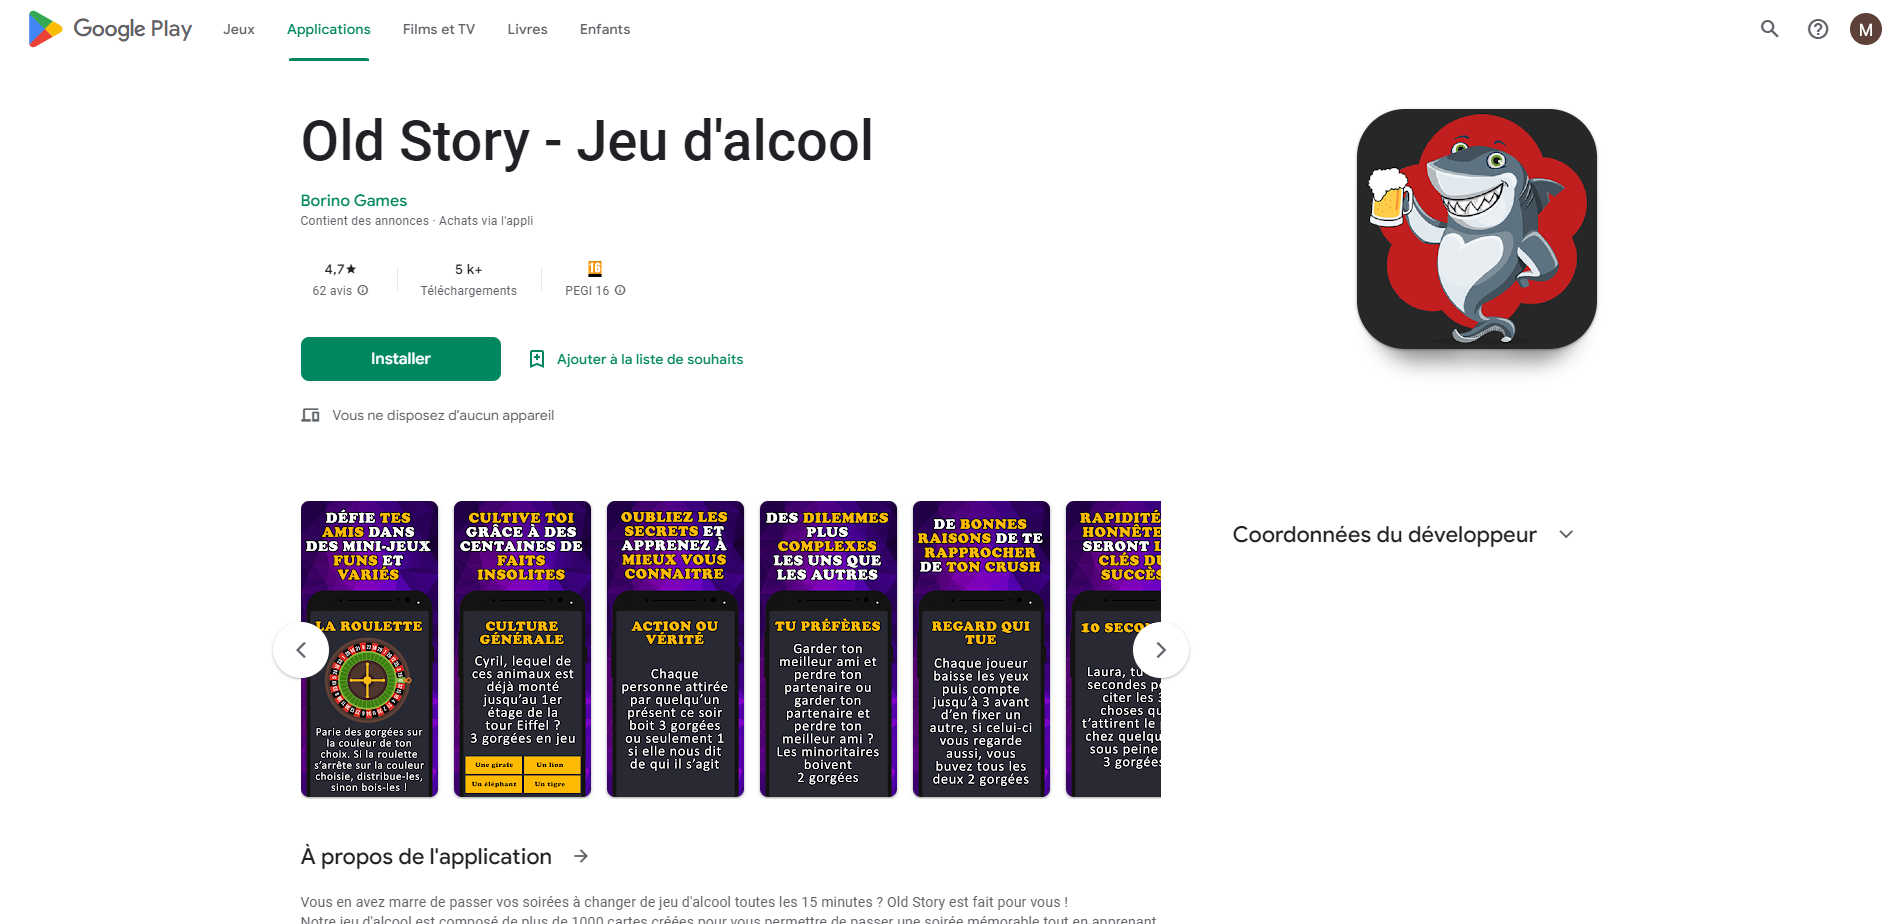 Google Play
Jeux
Applications
Films et TV
Livres
Enfants
M
Old Story - Jeu d'alcool
Borino Games
Contient des annonces · Achats via l'appli
4,7★
62 avis
5 k+
Téléchargements
16
PEGI 16
Installer
Ajouter à la liste de souhaits
Vous ne disposez d'aucun appareil
DÉFIE TES
AMIS DANS
DES MINI-JEUX
FUNS ET
VARIÉS
LA ROULETTE
Parie des gorgées sur
la couleur de ton
choix. Si la roulette
s'arrête sur la couleur
choisie, distribue-les,
sinon bois-les !
CULTIVE TOI
GRÂCE À DES
CENTAINES DE
FAITS
INSOLITES
CULTURE
GÉNÉRALE
Cyril, lequel de
ces animaux est
déjà monté
jusqu'au 1er
étage de la
tour Eiffel ?
3 gorgées en jeu
Une girafe
Un lion
Un éléphant
Un tigre
OUBLIEZ LES
SECRETS ET
APPRENEZ À
MIEUX VOUS
CONNAITRE
ACTION OU
VÉRITÉ
Chaque
personne attirée
par quelqu'un
présent ce soir
boit 3 gorgées
ou seulement 1
si elle nous dit
de qui il s'agit
DES DILEMMES
PLUS
COMPLEXES
LES UNS QUE
LES AUTRES
TU PRÉFÈRES
Garder ton
meilleur ami et
perdre ton
partenaire ou
garder ton
partenaire et
perdre ton
meilleur ami ?
Les minoritaires
boivent
2 gorgées
DE BONNES
RAISONS DE TE
RAPPROCHER
DE TON CRUSH
REGARD QUI
TUE
Chaque joueur
baisse les yeux
puis compte
jusqu'à 3 avant
d'en fixer un
autre, si celui-ci
vous regarde
aussi, vous
buvez tous les
deux 2 gorgées
RAPIDITÉ
HONNÊTE
SERONT
CLÉS DU
SUCCÈS
10 SECO
Laura, tu
secondes
citer les 3
choses qu
t'attirent le
chez quelqu
sous peine
3 gorgées
Coordonnées du développeur
À propos de l'application
Vous en avez marre de passer vos soirées à changer de jeu d'alcool toutes les 15 minutes ? Old Story est fait pour vous !
Notre jeu d'alcool est composé de plus de 1000 cartes créées pour vous permettre de passer une soirée mémorable tout en apprenant